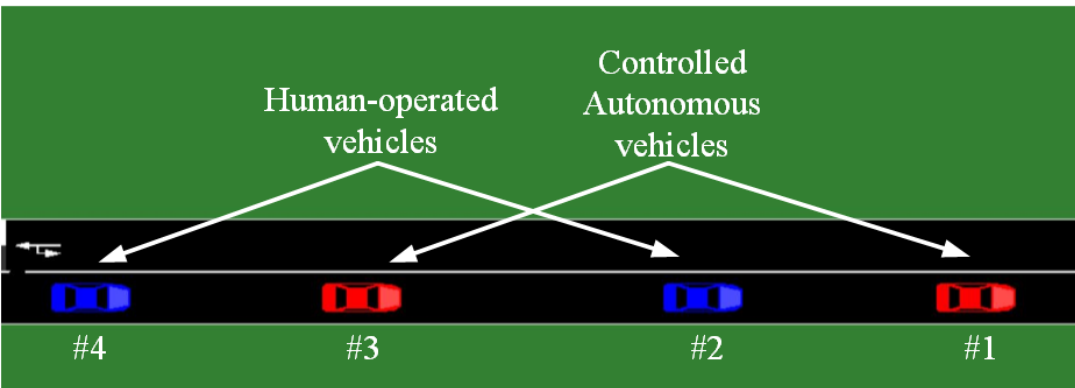 Controlled
Autonomous
vehicles
Human-operated
vehicles
#4
#3
#2
#1